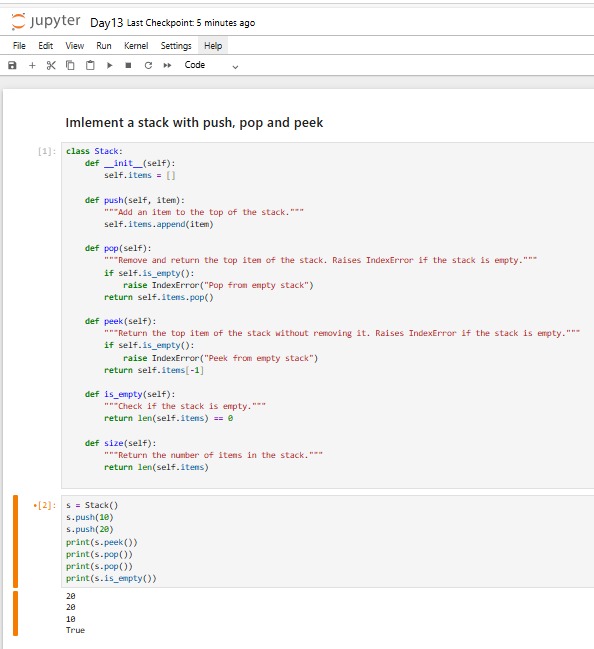 jupyter Day13 Last Checkpoint: 5 minutes ago
File Edit View Run Kernel Settings Help
Code
Imlement a stack with push, pop and peek
[1]: class Stack:
    def __init__(self):
        self.items = []

    def push(self, item):
        """Add an item to the top of the stack."""
        self.items.append(item)

    def pop(self):
        """Remove and return the top item of the stack. Raises IndexError if the stack is empty."""
        if self.is_empty():
            raise IndexError("Pop from empty stack")
        return self.items.pop()

    def peek(self):
        """Return the top item of the stack without removing it. Raises IndexError if the stack is empty."""
        if self.is_empty():
            raise IndexError("Peek from empty stack")
        return self.items[-1]

    def is_empty(self):
        """Check if the stack is empty."""
        return len(self.items) == 0

    def size(self):
        """Return the number of items in the stack."""
        return len(self.items)

•[2]: s = Stack()
s.push(10)
s.push(20)
print(s.peek())
print(s.pop())
print(s.pop())
print(s.is_empty())
20
20
10
True